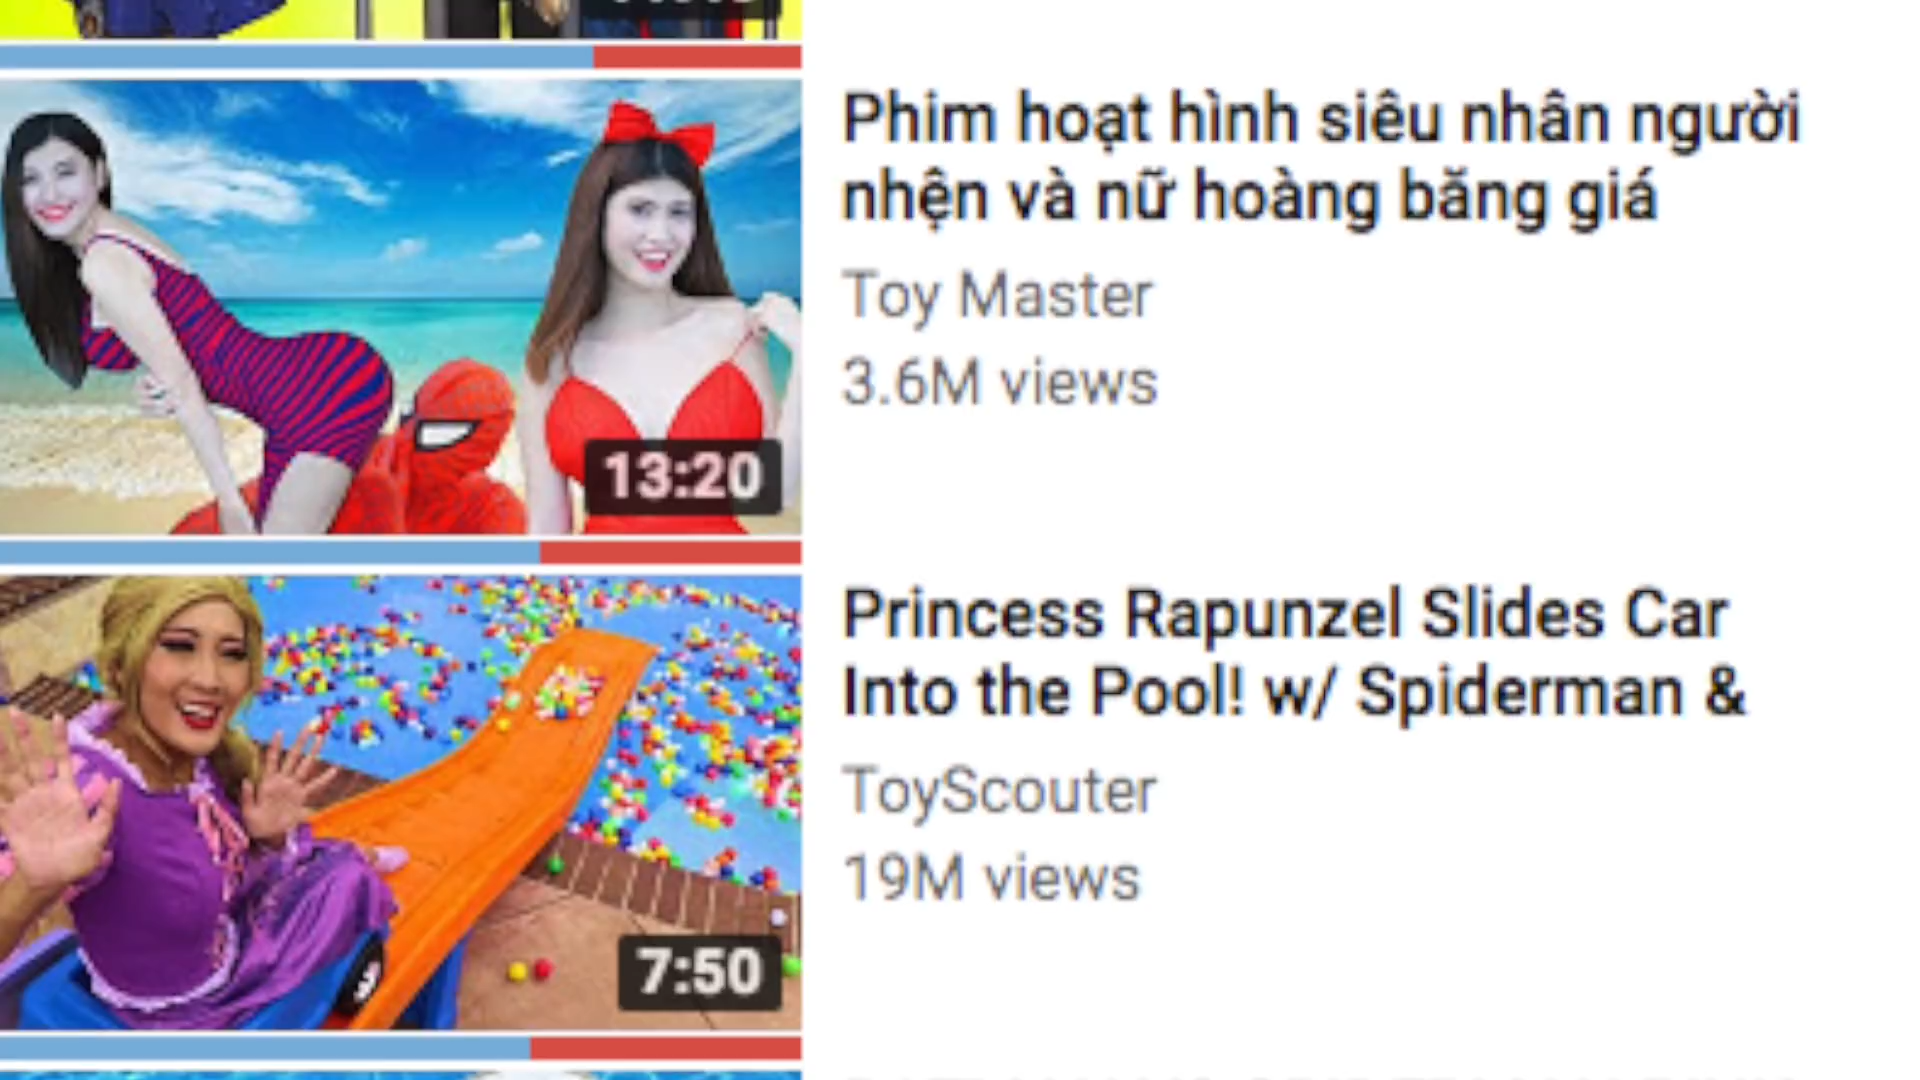 Phim hoạt hình siêu nhân người
nhện và nữ hoàng băng giá
Toy Master
3.6M views
13:20
Princess Rapunzel Slides Car
Into the Pool! w/ Spiderman &
ToyScouter
19M views
7:50